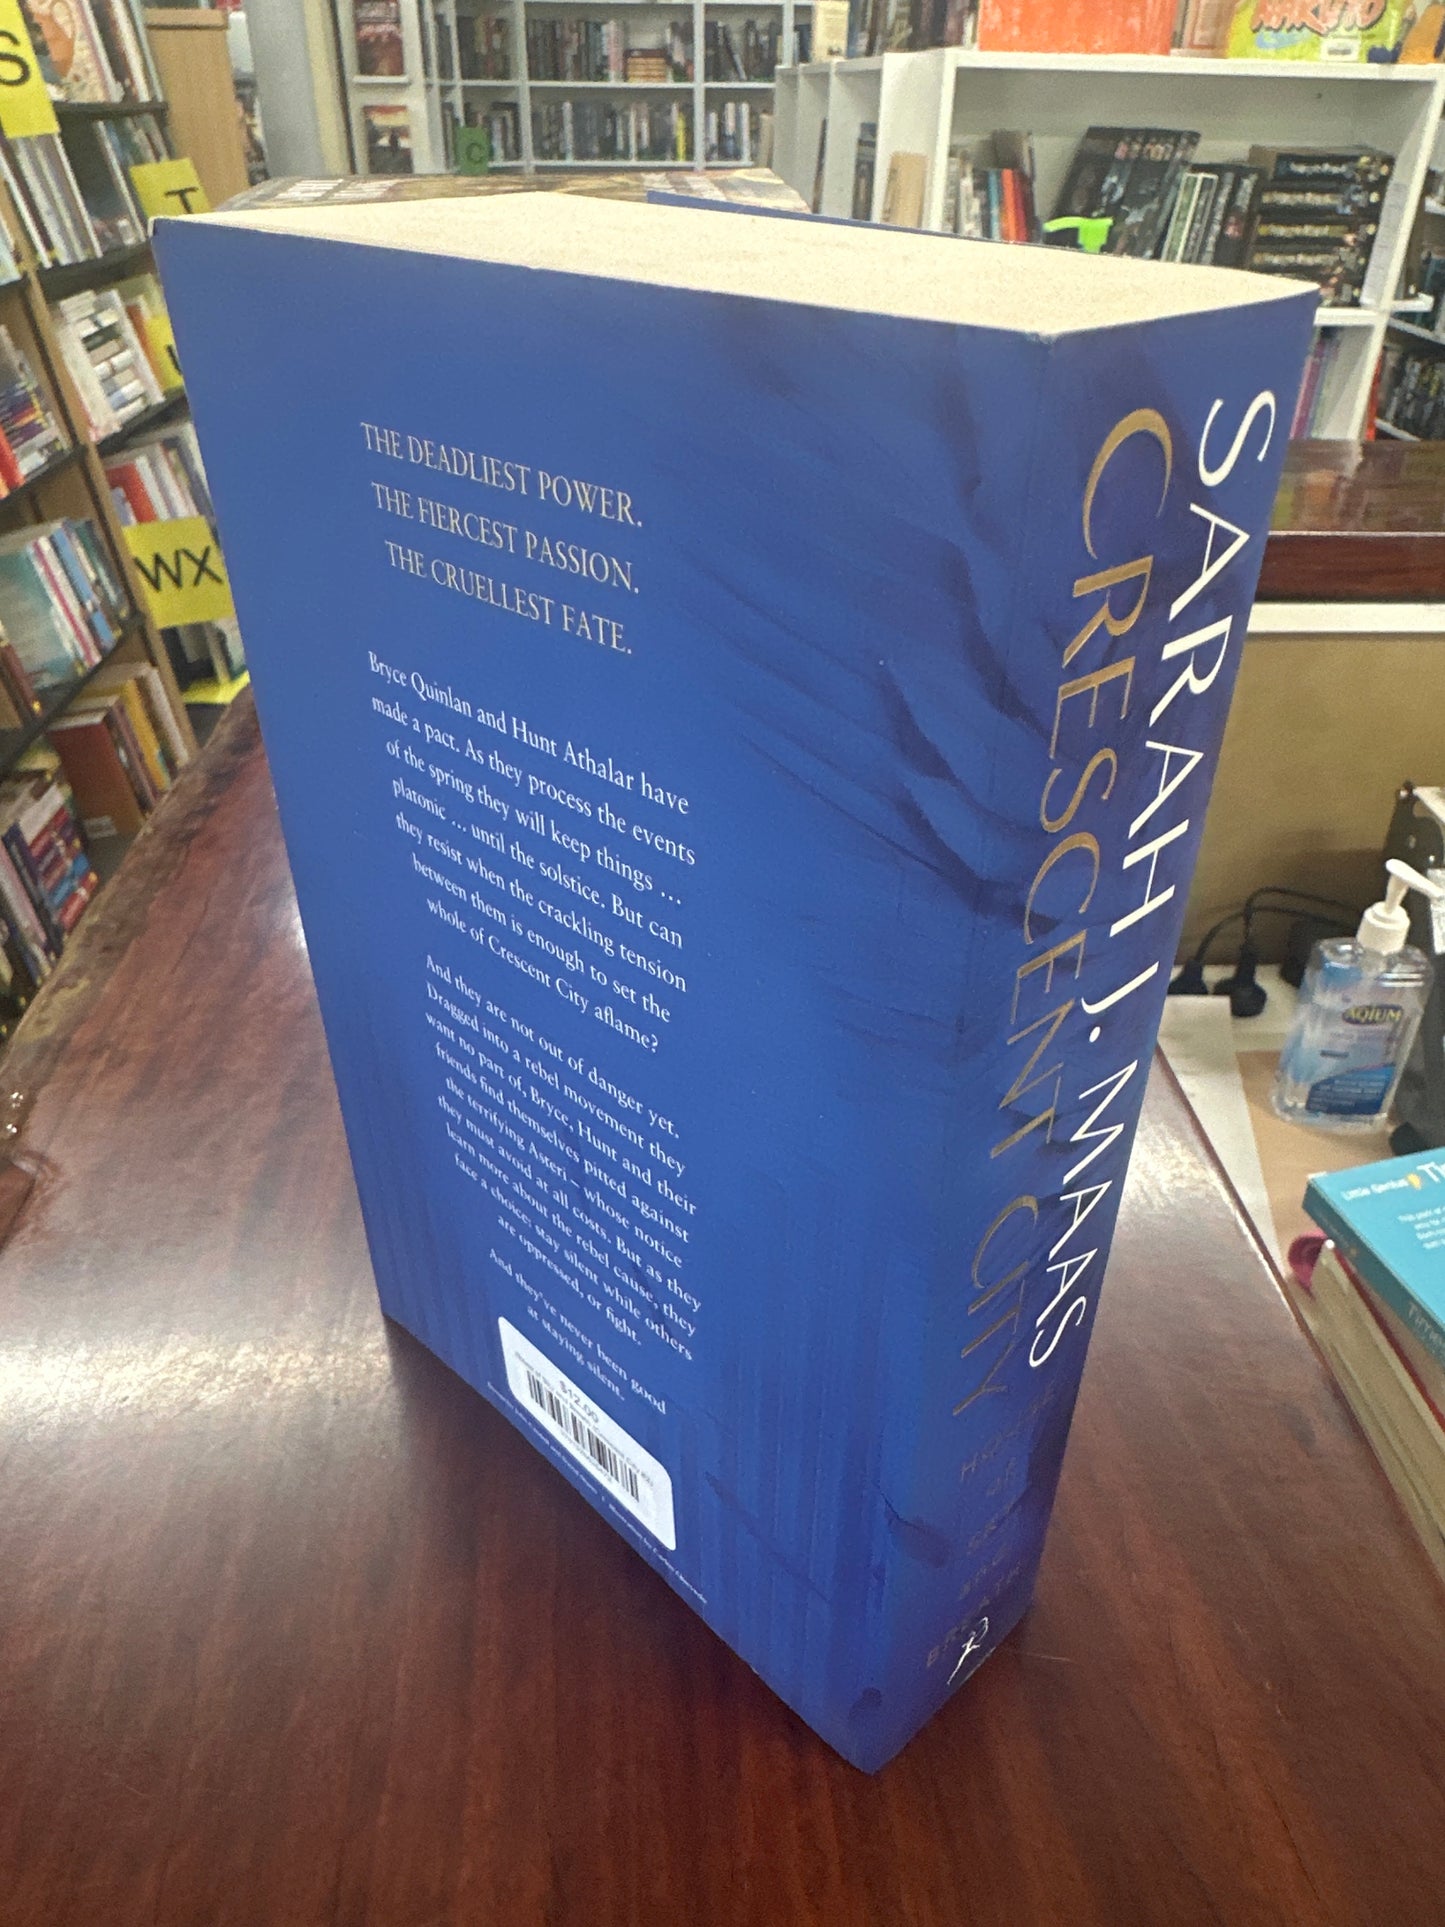 THE DEADLIEST POWER.
THE FIERCEST PASSION.
THE CRUELLEST FATE.
Bryce Quinlan and Hunt Athalar have
made a pact. As they process the events
of the spring they will keep things ...
platonic ... until the solstice. But can
they resist when the crackling tension
between them is enough to set the
whole of Crescent City aflame?
And they are not out of danger yet.
Dragged into a rebel movement they
want no part of, Bryce, Hunt and their
friends find themselves pitted against
the terrifying Asteri – whose notice
they must avoid at all costs. But as they
learn more about the rebel cause, they
face a choice: stay silent while others
are oppressed, or fight.
And they've never been good
at staying silent.
$12.00
SARAH J. MAAS
CRESCENT CITY
S
T
WX
C
NARUTO
AQIUM
Little Genius